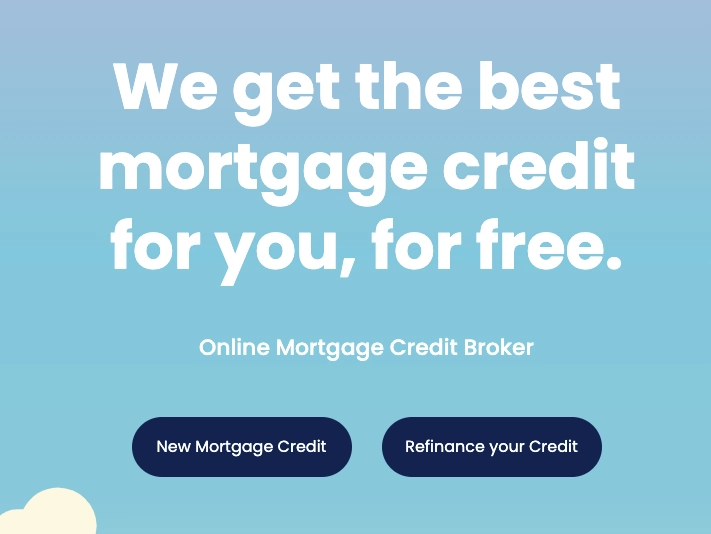 We get the best
mortgage credit
for you, for free.
Online Mortgage Credit Broker
New Mortgage Credit
Refinance your Credit